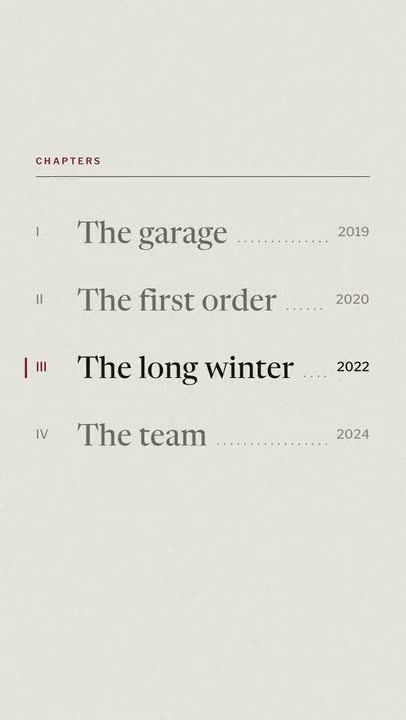 CHAPTERS
I The garage .............. 2019
II The first order ...... 2020
III The long winter .... 2022
IV The team ................. 2024